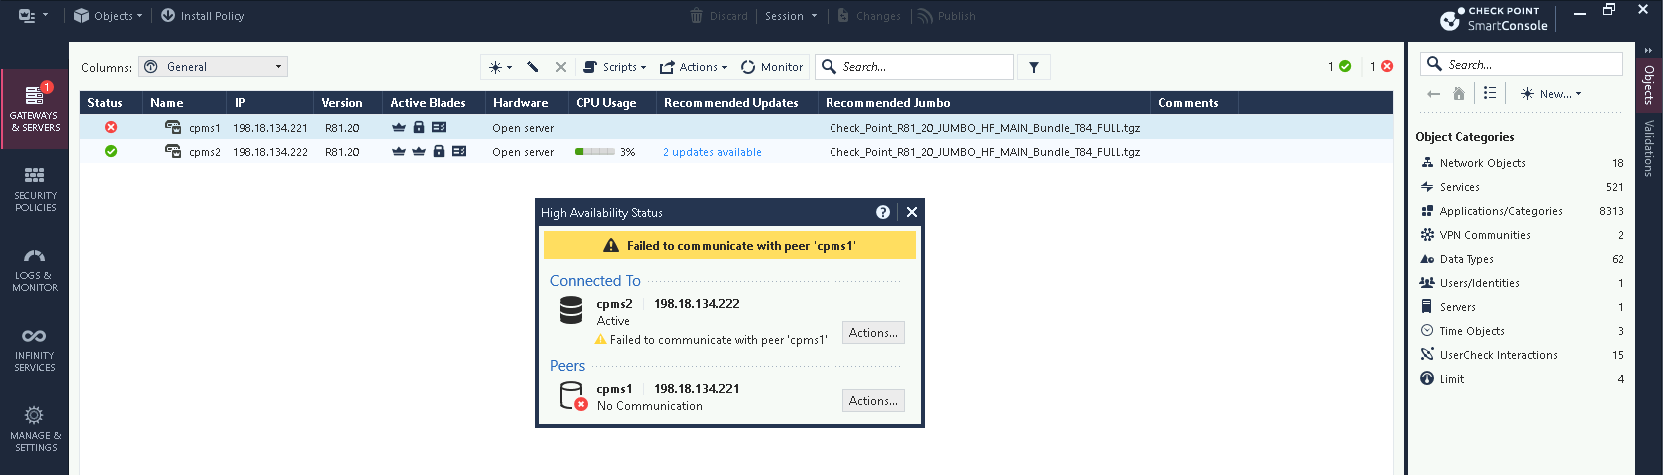 Objects Install Policy Discard Session Changes Publish CHECK POINT
SmartConsole
Columns: General Scripts Actions Monitor Search... 1 1
Status Name IP Version Active Blades Hardware CPU Usage Recommended Updates Recommended Jumbo Comments
cpms1 198.18.134.221 R81.20 Open server Check_Point_R81_20_JUMBO_HF_MAIN_Bundle_T84_FULL.tgz
cpms2 198.18.134.222 R81.20 Open server 3% 2 updates available Check_Point_R81_20_JUMBO_HF_MAIN_Bundle_T84_FULL.tgz
1
GATEWAYS
& SERVERS
SECURITY
POLICIES
LOGS &
MONITOR
INFINITY
SERVICES
MANAGE &
SETTINGS
High Availability Status
Failed to communicate with peer 'cpms1'
Connected To
cpms2 198.18.134.222
Active
Failed to communicate with peer 'cpms1'
Actions...
Peers
cpms1 198.18.134.221
No Communication
Actions...
Search...
New...
Object Categories
Network Objects 18
Services 521
Applications/Categories 8313
VPN Communities 2
Data Types 62
Users/Identities 1
Servers 1
Time Objects 3
UserCheck Interactions 15
Limit 4
Objects
Validations